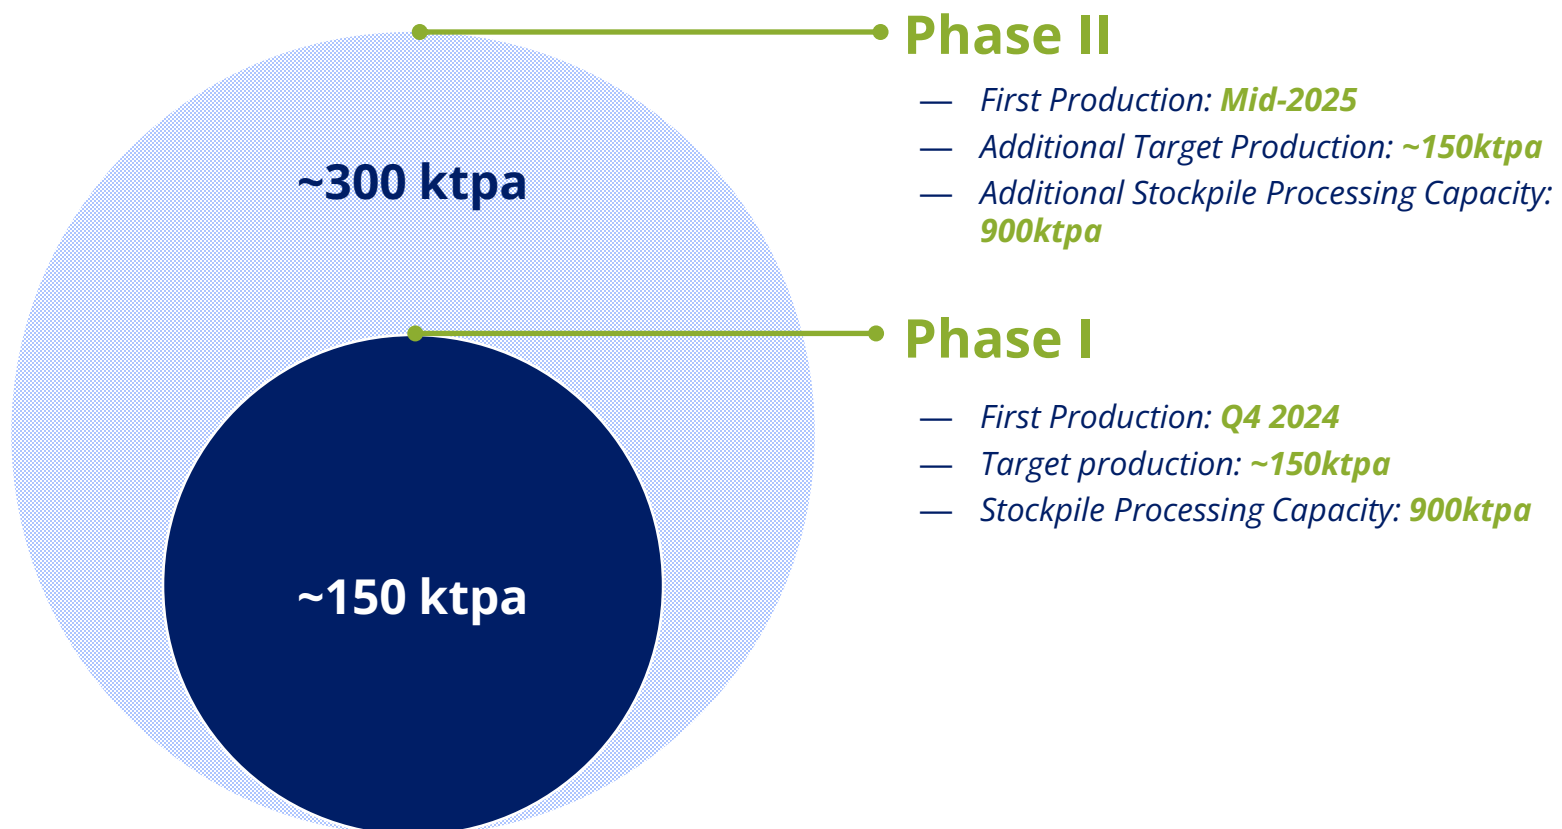 Phase II
— First Production: Mid-2025
— Additional Target Production: ~150ktpa
— Additional Stockpile Processing Capacity:
900ktpa
~300 ktpa
Phase I
— First Production: Q4 2024
— Target production: ~150ktpa
— Stockpile Processing Capacity: 900ktpa
~150 ktpa